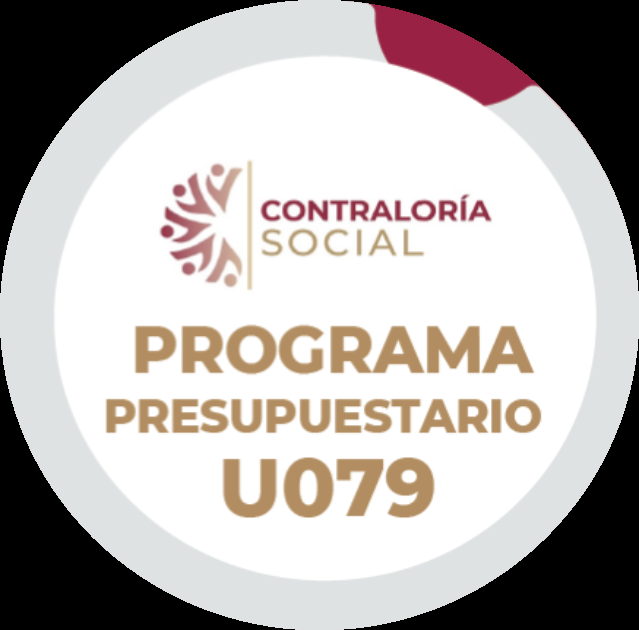 CONTRALORÍA
SOCIAL
PROGRAMA
PRESUPUESTARIO
U079